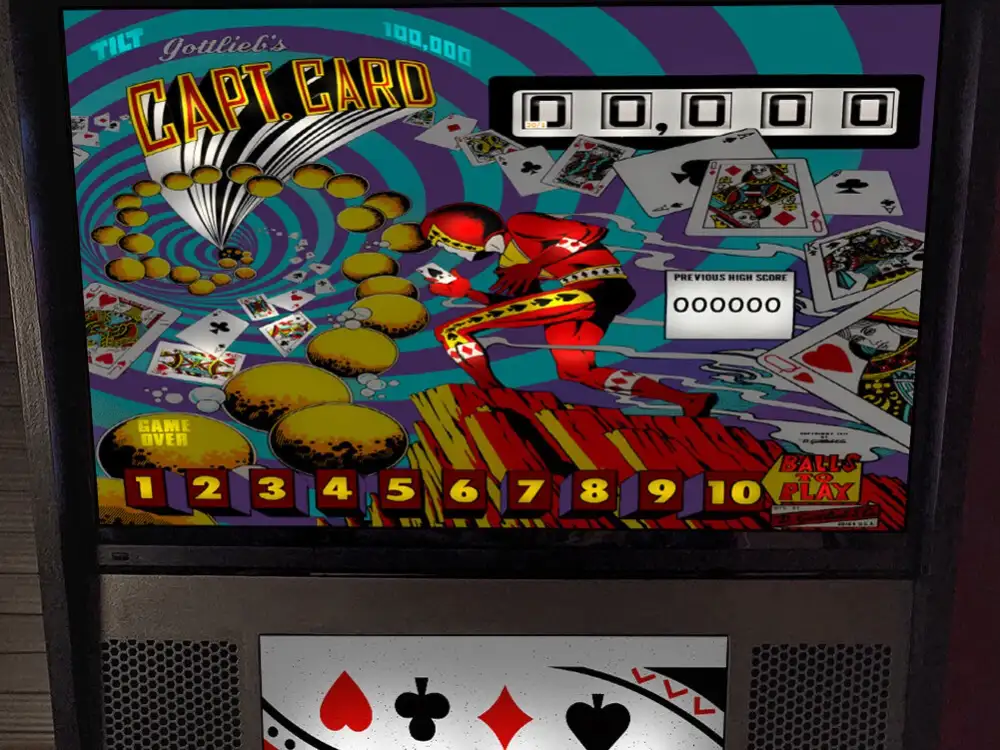 TILT
Gottlieb's
100,000
CAPT. CARD
00,000
PREVIOUS HIGH SCORE
000000
GAME
OVER
1 2 3 4 5 6 7 8 9 10
BALLS
TO
PLAY